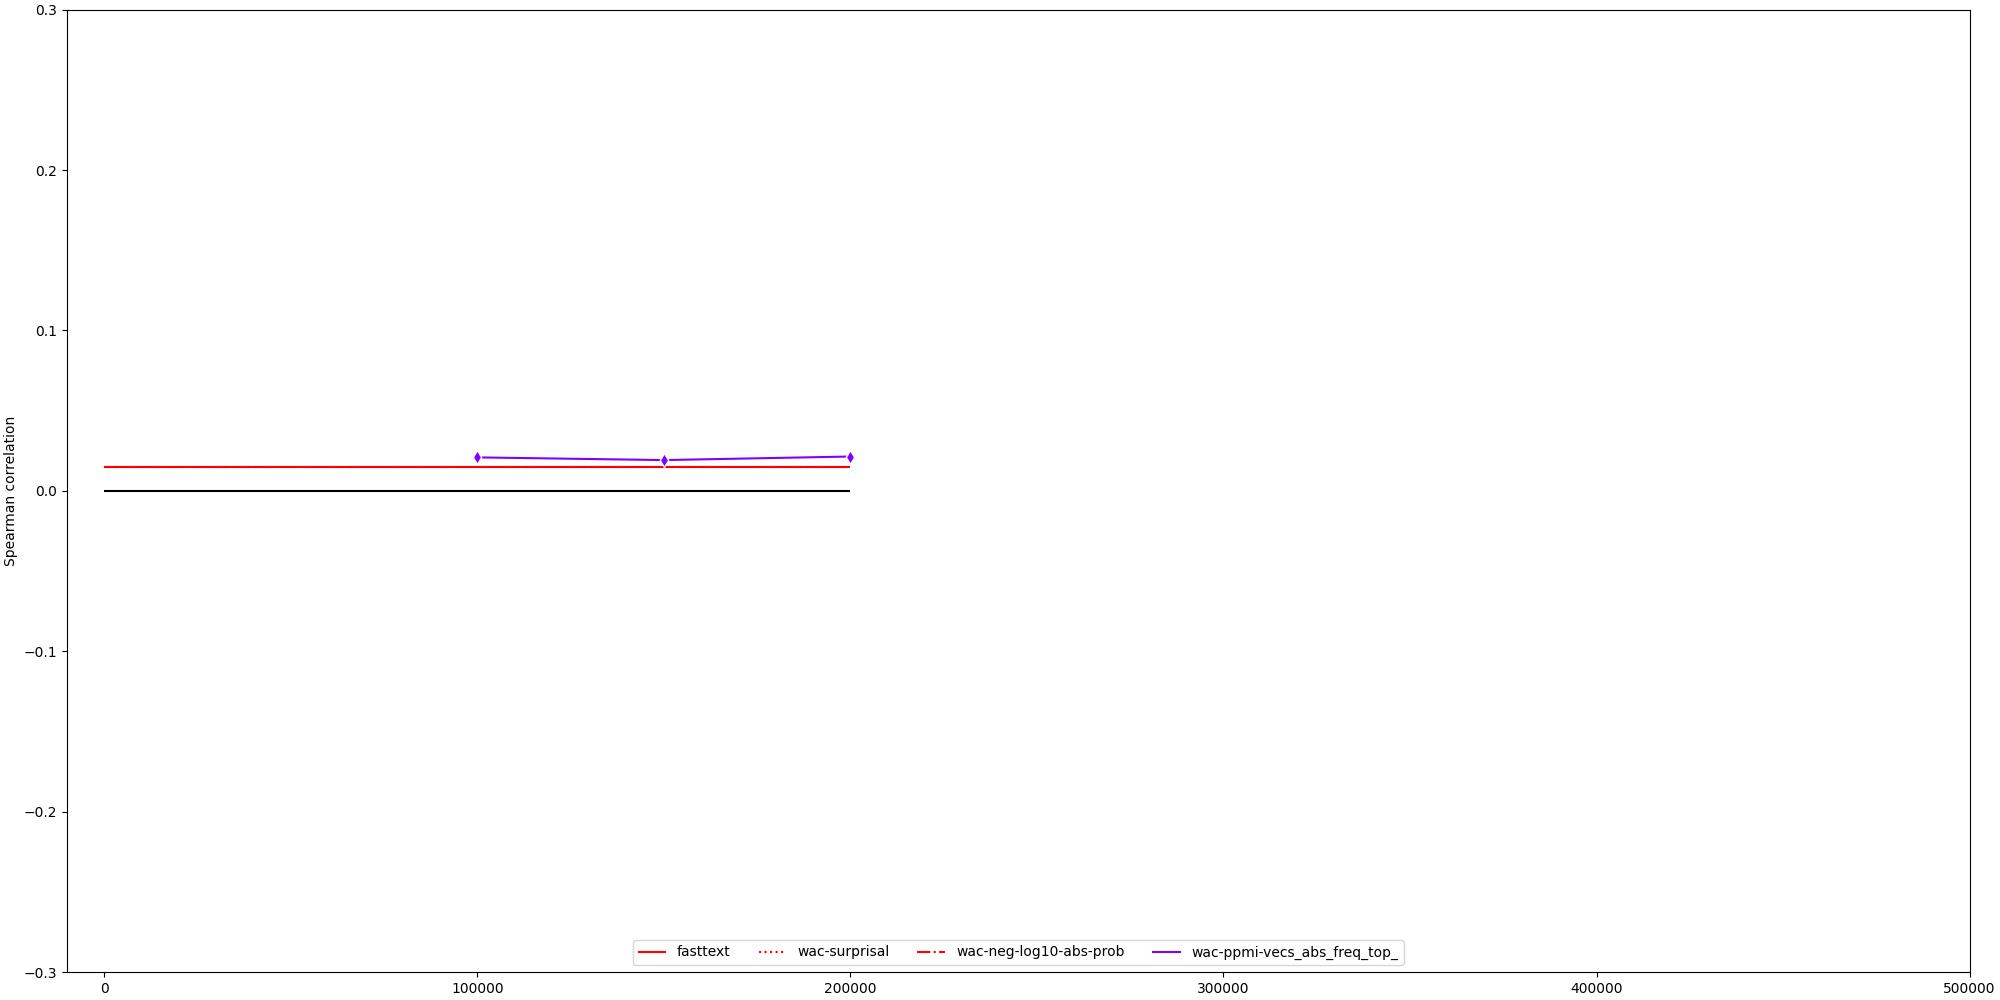 0.3
0.2
0.1
0.0
−0.1
−0.2
−0.3
Spearman correlation
fasttext wac-surprisal wac-neg-log10-abs-prob wac-ppmi-vecs_abs_freq_top_
0 100000 200000 300000 400000 500000